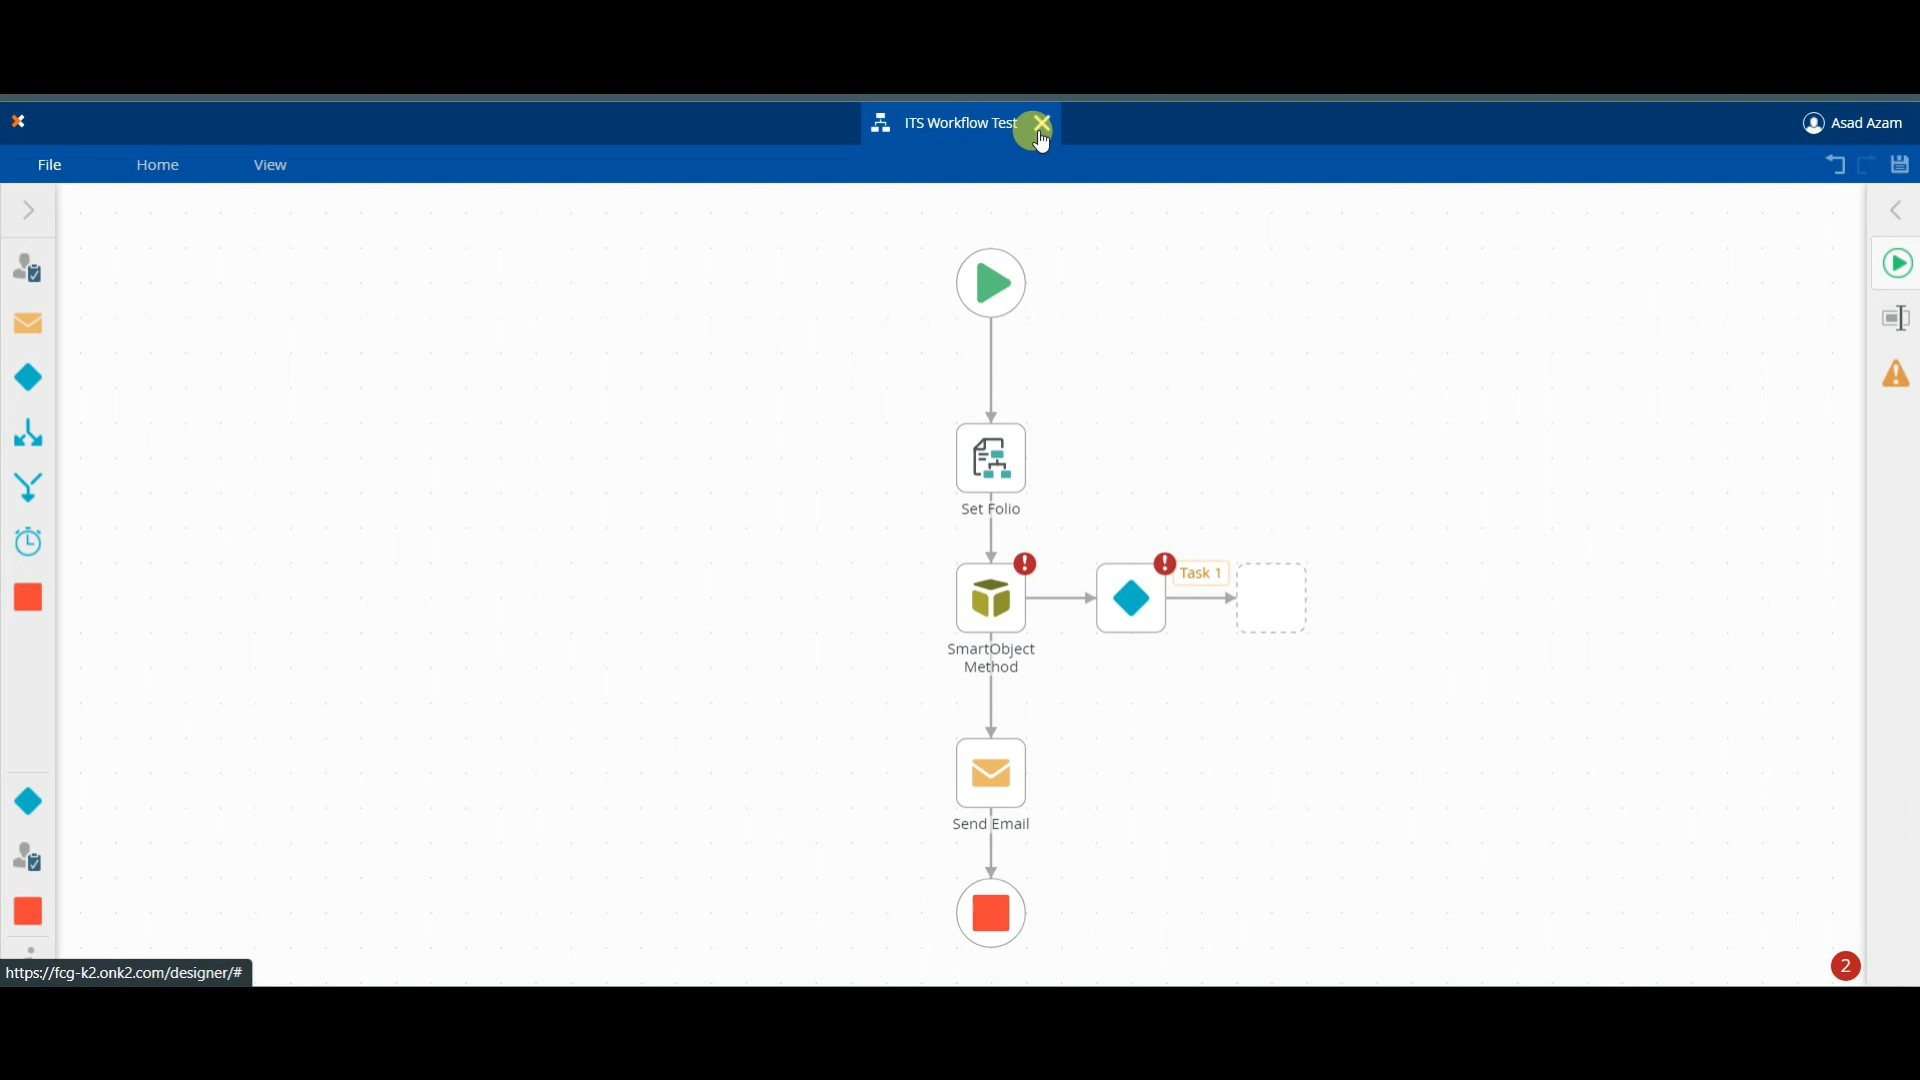 ITS Workflow Test
Asad Azam
File
Home
View
Set Folio
Task 1
SmartObject
Method
Send Email
https://fcg-k2.onk2.com/designer/#
2